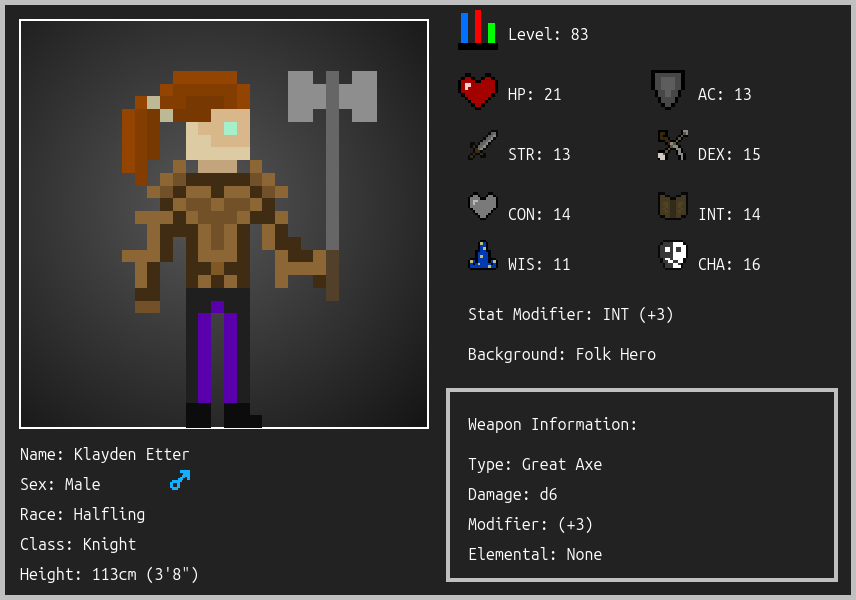 Level: 83
HP: 21
AC: 13
STR: 13
DEX: 15
CON: 14
INT: 14
WIS: 11
CHA: 16
Stat Modifier: INT (+3)
Background: Folk Hero
Weapon Information:
Type: Great Axe
Damage: d6
Modifier: (+3)
Elemental: None
Name: Klayden Etter
Sex: Male
Race: Halfling
Class: Knight
Height: 113cm (3'8")